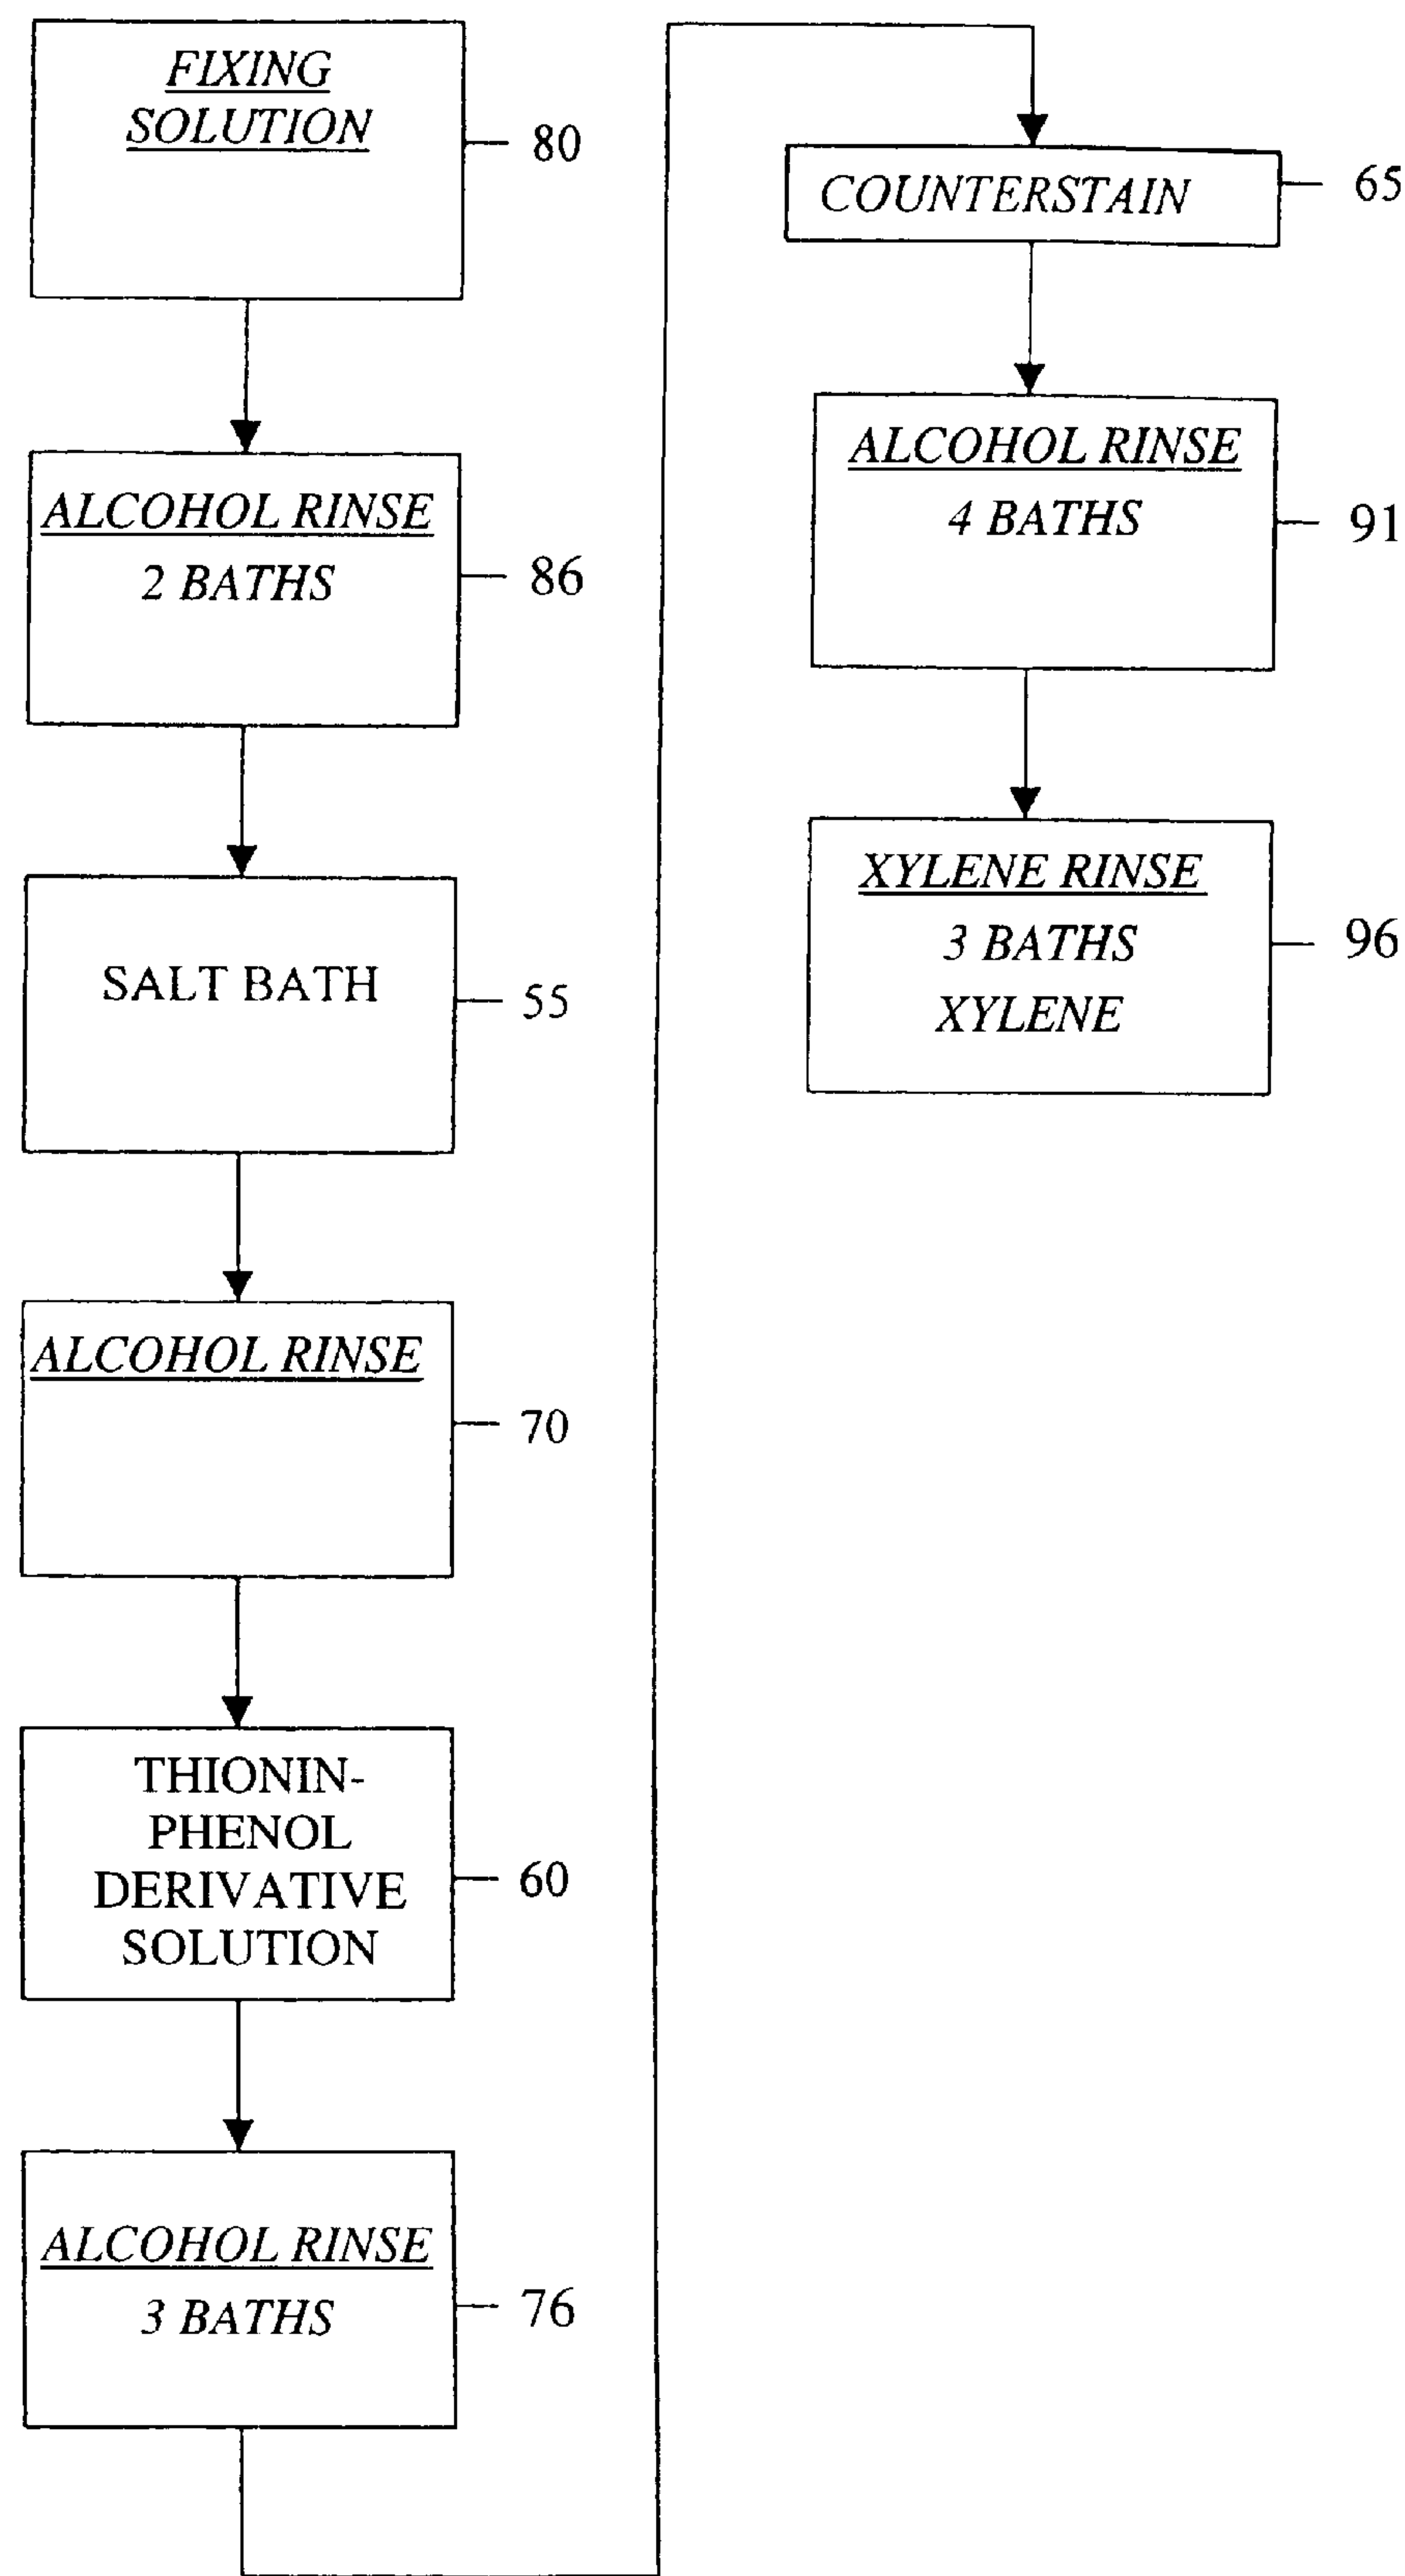 FIXING
SOLUTION
80
ALCOHOL RINSE
2 BATHS
86
SALT BATH
55
ALCOHOL RINSE
70
THIONIN-
PHENOL
DERIVATIVE
SOLUTION
60
ALCOHOL RINSE
3 BATHS
76
COUNTERSTAIN
65
ALCOHOL RINSE
4 BATHS
91
XYLENE RINSE
3 BATHS
XYLENE
96